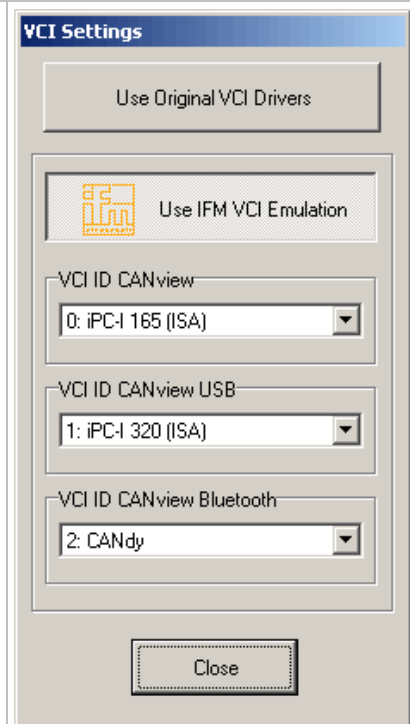 VCI Settings
Use Original VCI Drivers
ifm
Use IFM VCI Emulation
VCI ID CANview
0: iPC-I 165 (ISA)
VCI ID CANview USB
1: iPC-I 320 (ISA)
VCI ID CANview Bluetooth
2: CANdy
Close